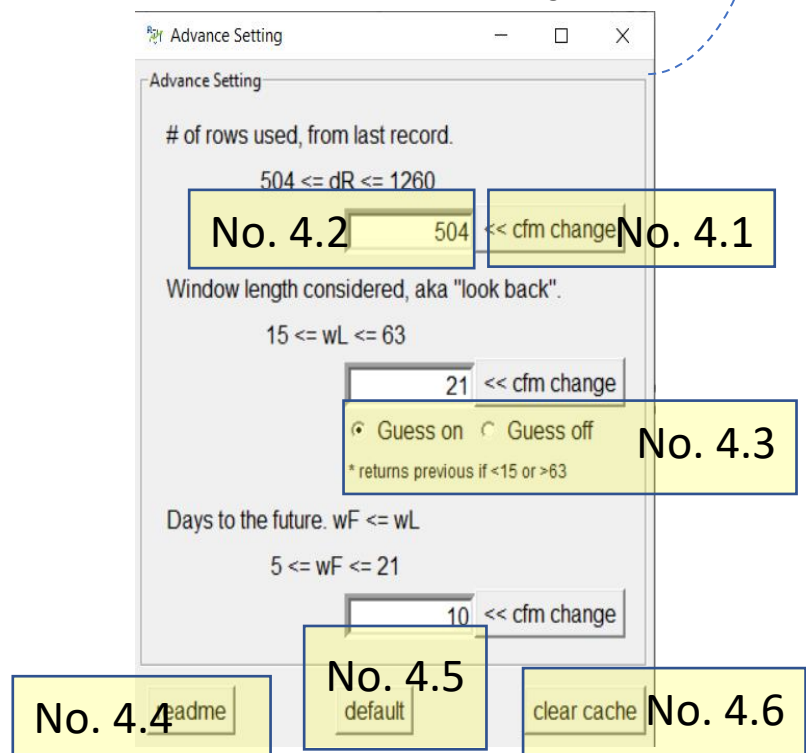 Advance Setting
Advance Setting
# of rows used, from last record.
504 <= dR <= 1260
No. 4.2 504 << cfm change No. 4.1
Window length considered, aka "look back".
15 <= wL <= 63
21 << cfm change
Guess on Guess off No. 4.3
* returns previous if <15 or >63
Days to the future. wF <= wL
5 <= wF <= 21
10 << cfm change
No. 4.5
No. 4.4 readme default clear cache No. 4.6